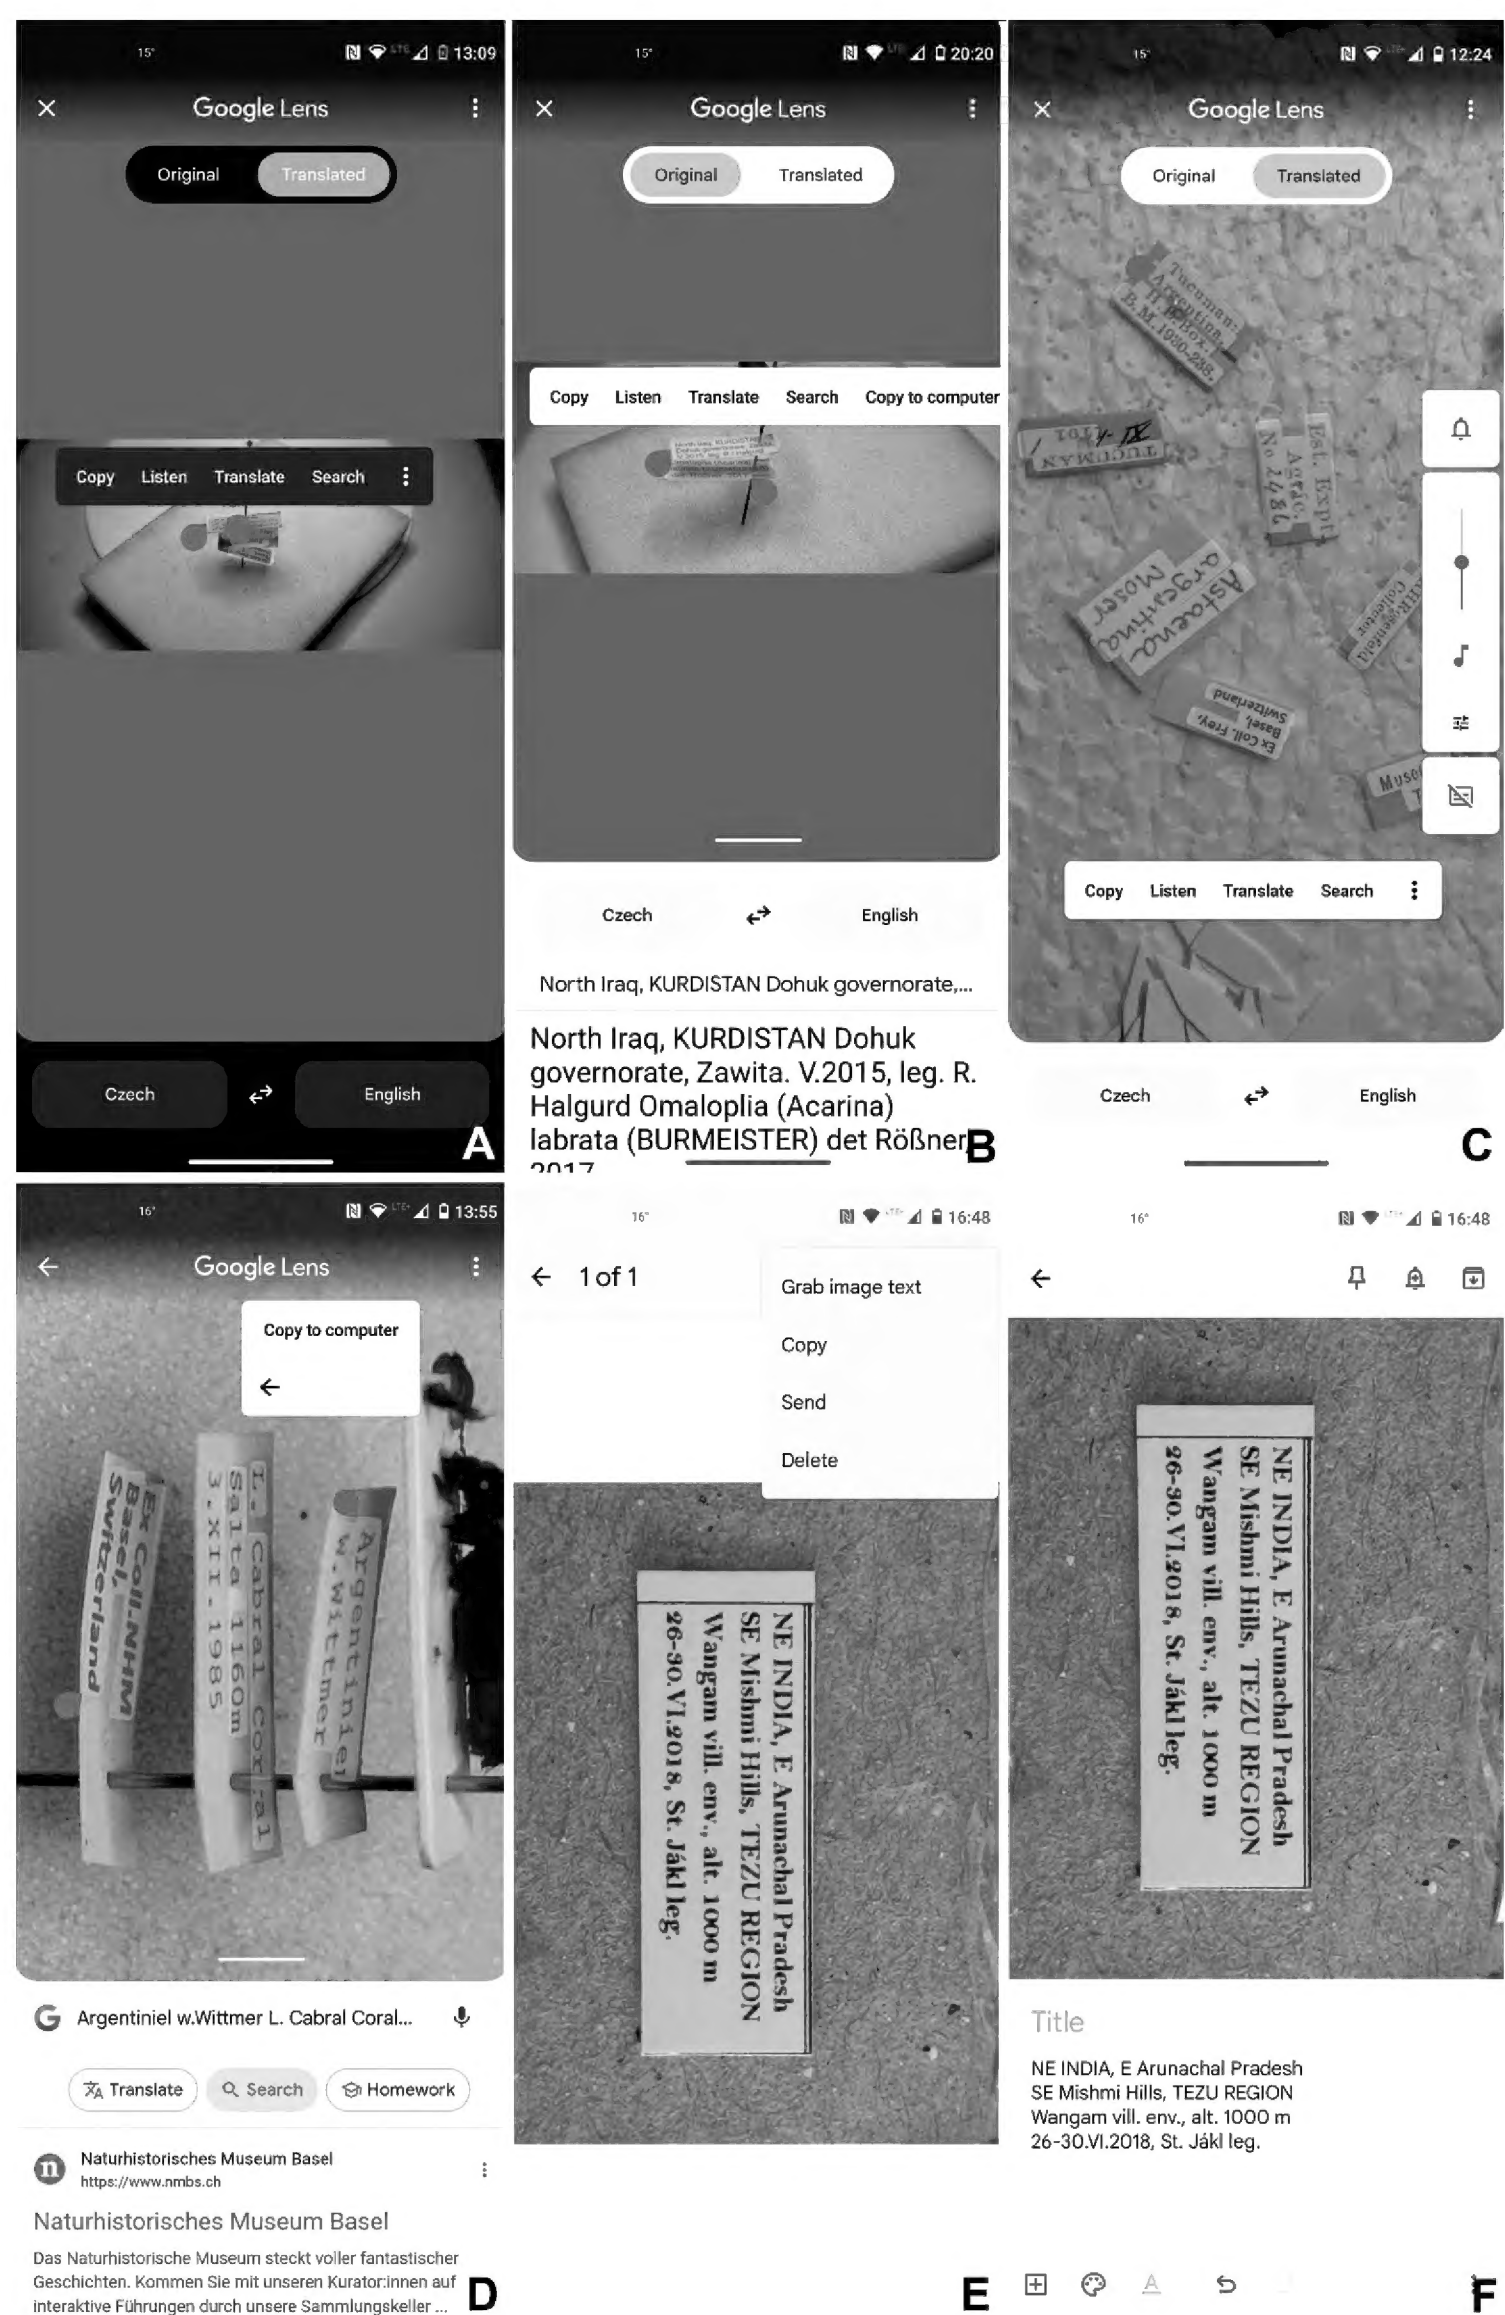 15°
13:09
Google Lens
Original Translated
Copy Listen Translate Search
Czech English
A
15°
20:20
Google Lens
Original Translated
Copy Listen Translate Search Copy to computer
North Iraq, KURDISTAN
Czech English
North Iraq, KURDISTAN Dohuk governorate,...
North Iraq, KURDISTAN Dohuk
governorate, Zawita. V.2015, leg. R.
Halgurd Omaloplia (Acarina)
labrata (BURMEISTER) det Rößner,
2017
B
15°
12:24
Google Lens
Original Translated
Tucuman:
Argentina.
H.E.Box.
B.M.1930-238.
XI
TUCUMAN
Est. Expt.
Agric.
No 2486
Astaena
argentina
Moser
HRosenfeld
Collector
Ex Coll. Frey,
Basel,
Switzerland
Copy Listen Translate Search
Czech English
C
16°
LTE+
13:55
Google Lens
Copy to computer
Ex Coll.NHM
Basel,
Switzerland
L. Cabral Coral
Salta 1160m
3.XII.1985
Argentinier
w.Wittmer
Argentiniel w.Wittmer L. Cabral Coral...
Translate Search Homework
n
Naturhistorisches Museum Basel
https://www.nmbs.ch
Naturhistorisches Museum Basel
Das Naturhistorische Museum steckt voller fantastischer
Geschichten. Kommen Sie mit unseren Kurator:innen auf
interaktive Führungen durch unsere Sammlungskeller ...
D
16°
LTE+
16:48
1 of 1
Grab image text
Copy
Send
Delete
NE INDIA, E Arunachal Pradesh
SE Mishmi Hills, TEZU REGION
Wangam vill. env., alt. 1000 m
26-30.VI.2018, St. Jákl leg.
E
16°
16:48
NE INDIA, E Arunachal Pradesh
SE Mishmi Hills, TEZU REGION
Wangam vill. env., alt. 1000 m
26-30.VI.2018, St. Jákl leg.
Title
NE INDIA, E Arunachal Pradesh
SE Mishmi Hills, TEZU REGION
Wangam vill. env., alt. 1000 m
26-30.VI.2018, St. Jákl leg.
F